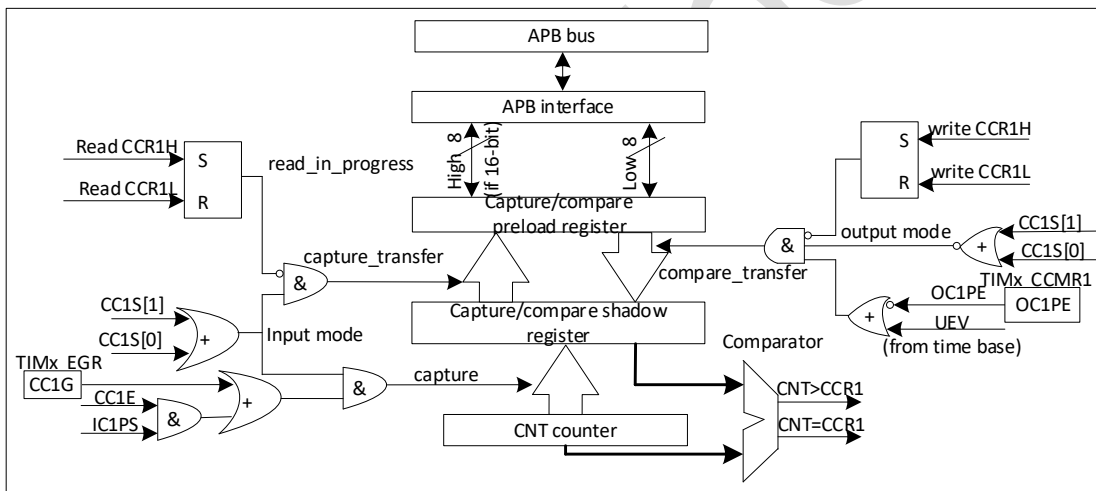 APB bus
APB interface
High 8
(if 16-bit)
Low 8
Read CCR1H
Read CCR1L
S
R
read_in_progress
write CCR1H
write CCR1L
S
R
Capture/compare
preload register
capture_transfer
&
compare_transfer
&
output mode
+
CC1S[1]
CC1S[0]
TIMx_CCMR1
OC1PE
OC1PE
+
UEV
(from time base)
CC1S[1]
CC1S[0]
+
Input mode
Capture/compare shadow
register
Comparator
TIMx EGR
CC1G
CC1E
IC1PS
&
+
&
capture
CNT counter
CNT>CCR1
CNT=CCR1